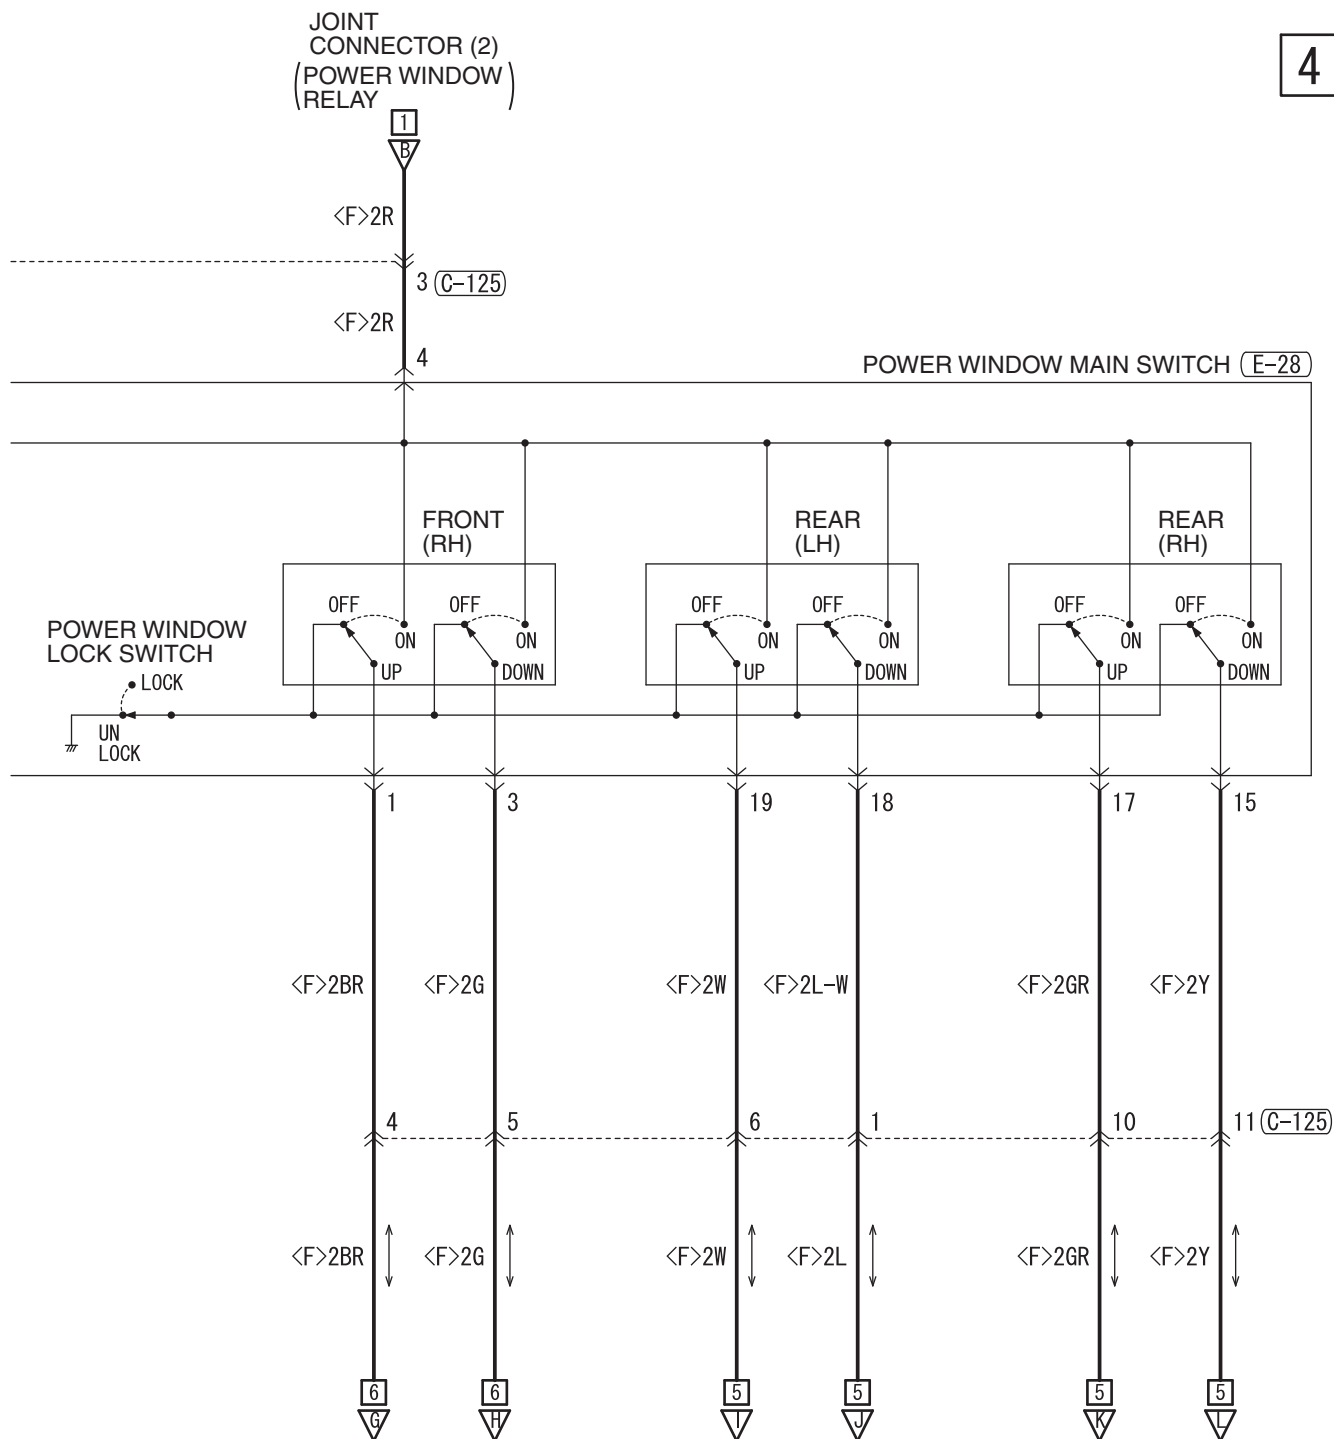 JOINT
CONNECTOR (2)
(POWER WINDOW
RELAY)
4
1
B
<F>2R
3 C-125
<F>2R
4
POWER WINDOW MAIN SWITCH E-28
FRONT
(RH)
REAR
(LH)
REAR
(RH)
OFF OFF OFF OFF OFF OFF
ON ON ON ON ON ON
UP DOWN UP DOWN UP DOWN
POWER WINDOW
LOCK SWITCH
LOCK
UN
LOCK
1 3 19 18 17 15
<F>2BR <F>2G <F>2W <F>2L-W <F>2GR <F>2Y
4 5 6 1 10 11 C-125
<F>2BR <F>2G <F>2W <F>2L <F>2GR <F>2Y
6 6 5 5 5 5
G H I J K L